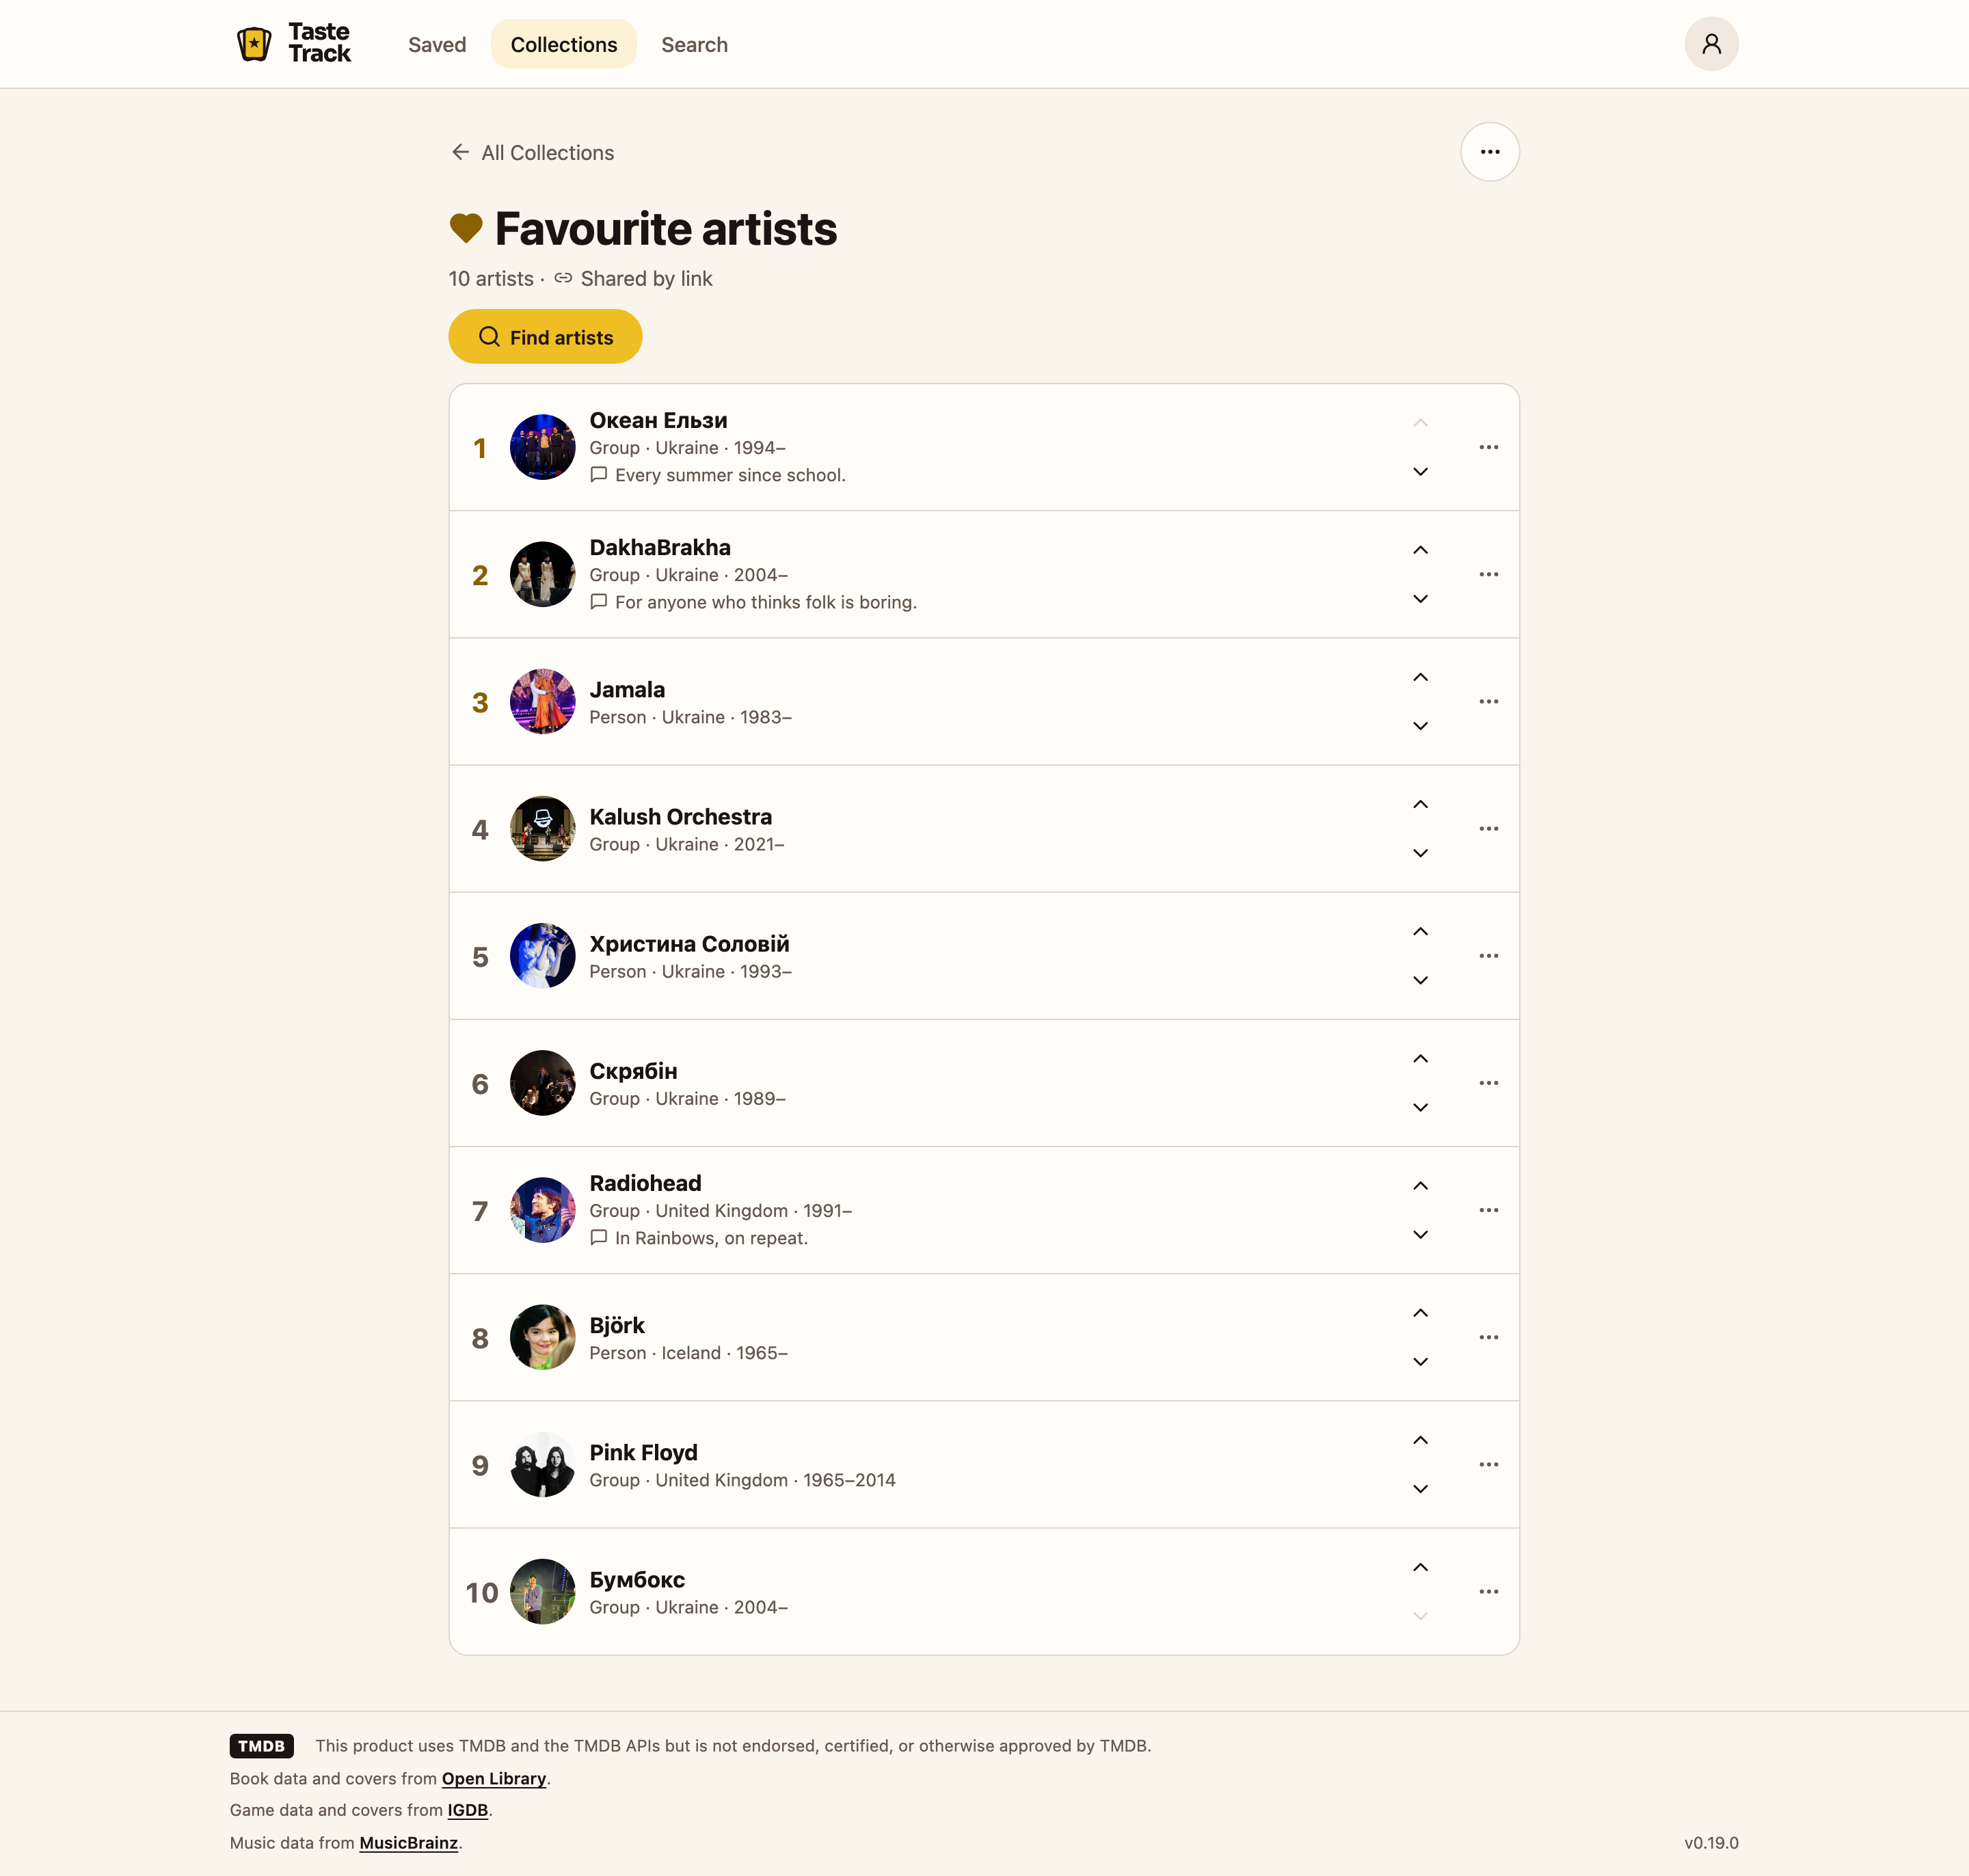 Taste
Track
Saved
Collections
Search
All Collections
Favourite artists
10 artists · Shared by link
Find artists
1
Океан Ельзи
Group · Ukraine · 1994–
Every summer since school.
2
DakhaBrakha
Group · Ukraine · 2004–
For anyone who thinks folk is boring.
3
Jamala
Person · Ukraine · 1983–
4
Kalush Orchestra
Group · Ukraine · 2021–
5
Христина Соловій
Person · Ukraine · 1993–
6
Скрябін
Group · Ukraine · 1989–
7
Radiohead
Group · United Kingdom · 1991–
In Rainbows, on repeat.
8
Björk
Person · Iceland · 1965–
9
Pink Floyd
Group · United Kingdom · 1965–2014
10
Бумбокс
Group · Ukraine · 2004–
TMDB This product uses TMDB and the TMDB APIs but is not endorsed, certified, or otherwise approved by TMDB.
Book data and covers from Open Library.
Game data and covers from IGDB.
Music data from MusicBrainz.
v0.19.0